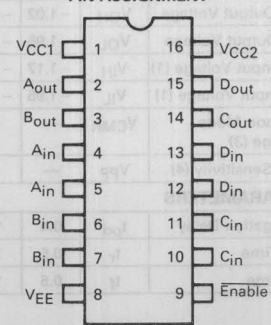 PIN ASSIGNMENT
VCC1 1 16 VCC2
Aout 2 15 Dout
Bout 3 14 Cout
Ain 4 13 Din
Ain 5 12 Din
Bin 6 11 Cin
Bin 7 10 Cin
VEE 8 9 Enable